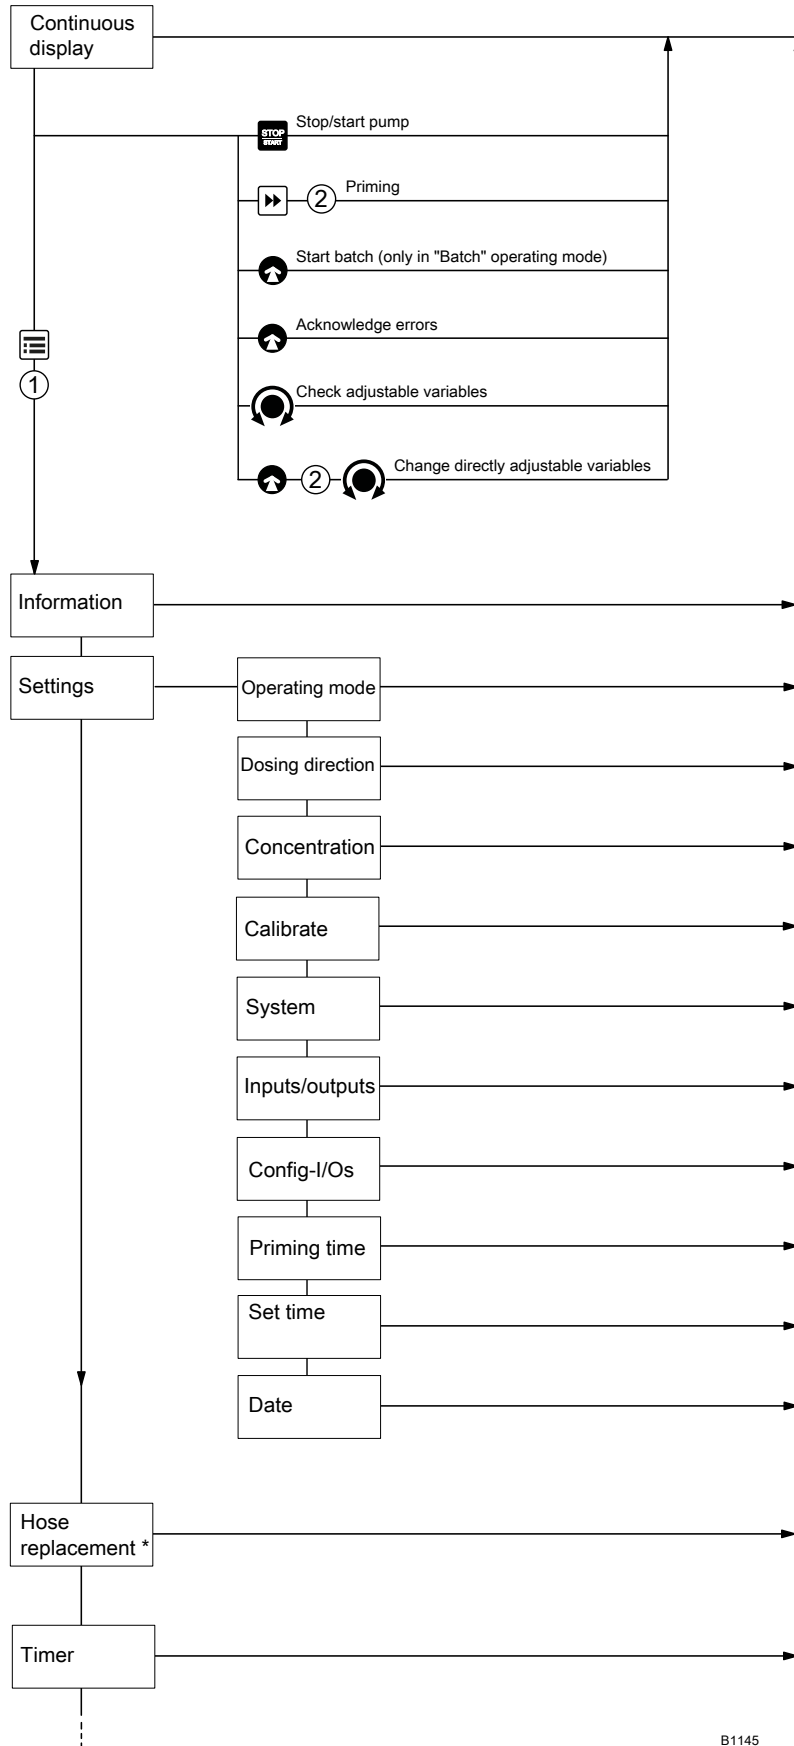 Continuous
display
STOP
START
Stop/start pump
2
Priming
Start batch (only in "Batch" operating mode)
Acknowledge errors
1
Check adjustable variables
2
Change directly adjustable variables
Information
Settings
Operating mode
Dosing direction
Concentration
Calibrate
System
Inputs/outputs
Config-I/Os
Priming time
Set time
Date
Hose
replacement *
Timer
B1145